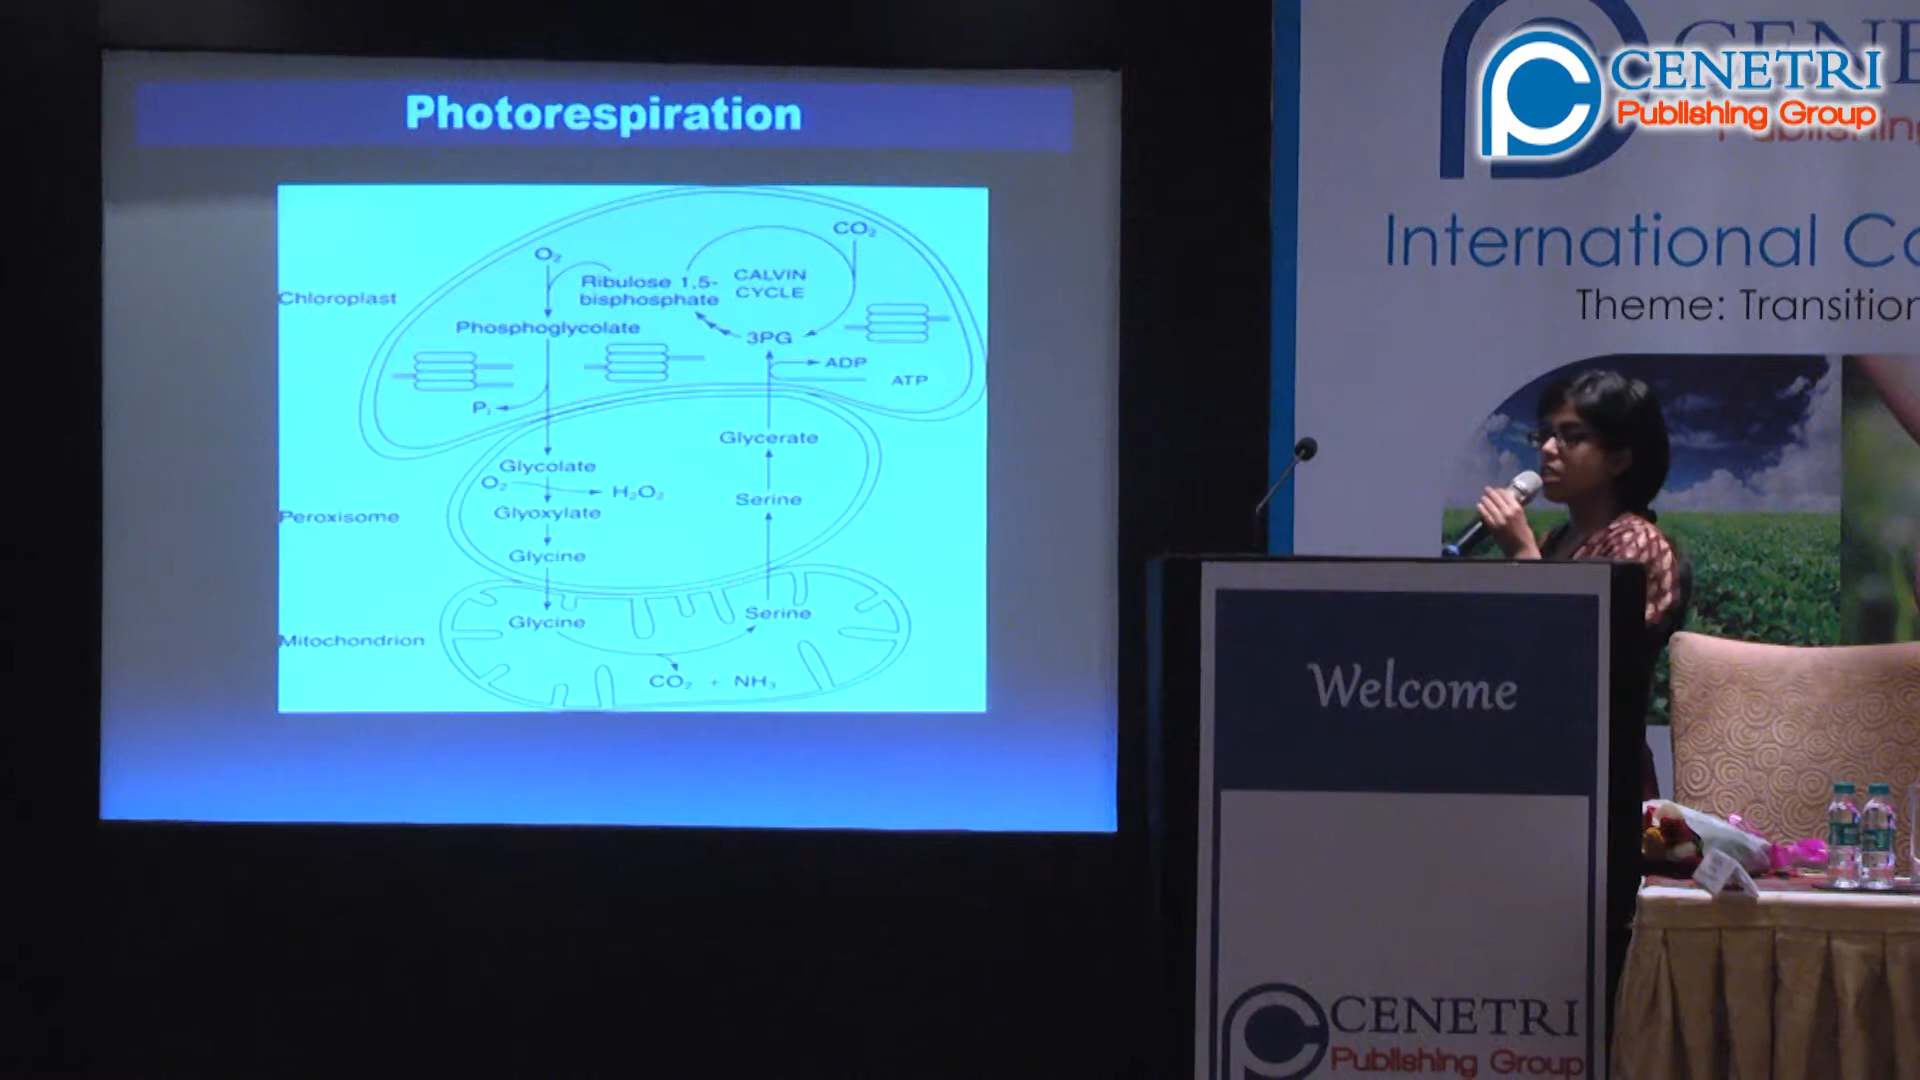 Photorespiration
CO₂
O₂
Ribulose 1,5-
bisphosphate
CALVIN
CYCLE
Chloroplast
Phosphoglycolate
3PG
ADP
ATP
Pᵢ
Glycerate
Glycolate
O₂
H₂O₂
Serine
Glyoxylate
Peroxisome
Glycine
Glycine
Serine
Mitochondrion
CO₂ + NH₃
CENETRI
Publishing Group
International
Theme: Transition
Welcome
CENETRI
Publishing Group